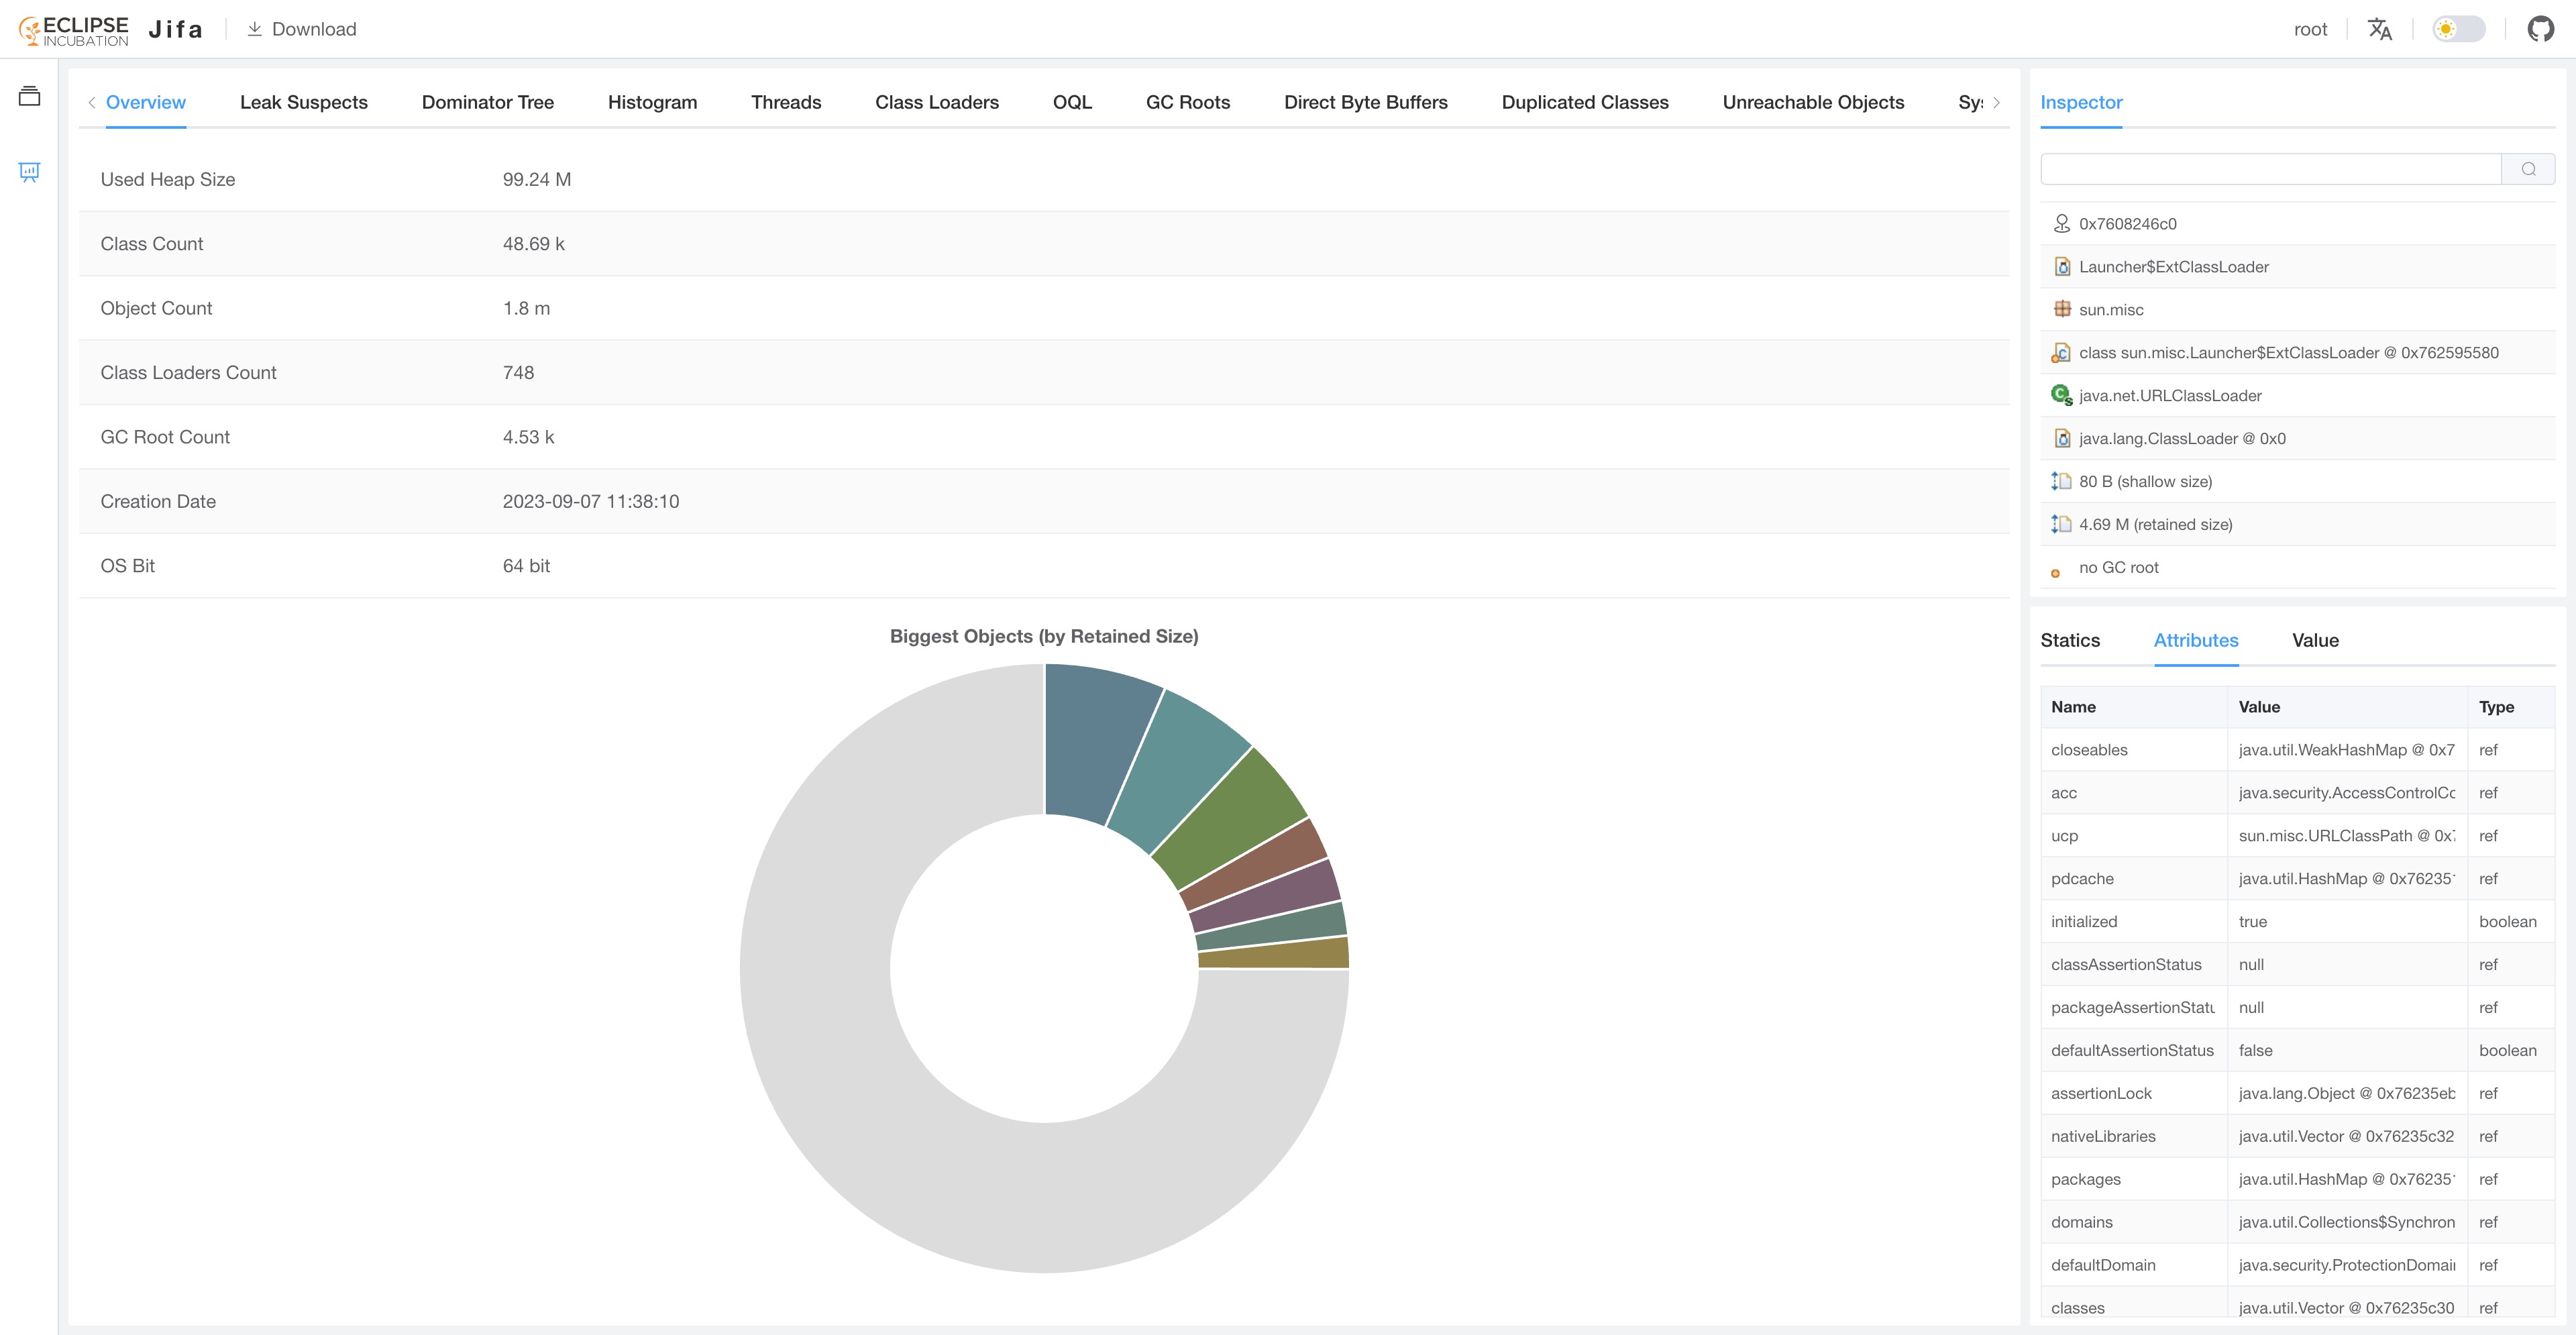 ECLIPSE
INCUBATION
Jifa
Download
root
Overview
Leak Suspects
Dominator Tree
Histogram
Threads
Class Loaders
OQL
GC Roots
Direct Byte Buffers
Duplicated Classes
Unreachable Objects
Sys
Used Heap Size 99.24 M
Class Count 48.69 k
Object Count 1.8 m
Class Loaders Count 748
GC Root Count 4.53 k
Creation Date 2023-09-07 11:38:10
OS Bit 64 bit
Biggest Objects (by Retained Size)
Inspector
0x7608246c0
Launcher$ExtClassLoader
sun.misc
class sun.misc.Launcher$ExtClassLoader @ 0x762595580
java.net.URLClassLoader
java.lang.ClassLoader @ 0x0
80 B (shallow size)
4.69 M (retained size)
no GC root
Statics Attributes Value
Name Value Type
closeables java.util.WeakHashMap @ 0x7 ref
acc java.security.AccessControlCo ref
ucp sun.misc.URLClassPath @ 0x7 ref
pdcache java.util.HashMap @ 0x762351 ref
initialized true boolean
classAssertionStatus null ref
packageAssertionStatu null ref
defaultAssertionStatus false boolean
assertionLock java.lang.Object @ 0x76235eb ref
nativeLibraries java.util.Vector @ 0x76235c32 ref
packages java.util.HashMap @ 0x762351 ref
domains java.util.Collections$Synchron ref
defaultDomain java.security.ProtectionDomain ref
classes java.util.Vector @ 0x76235c30 ref